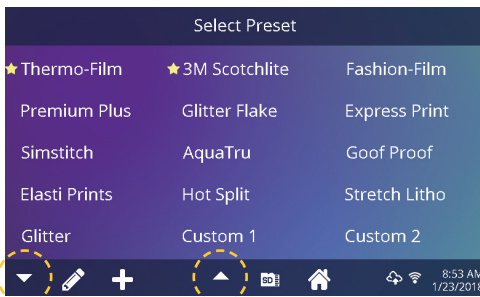 Select Preset
Thermo-Film 3M Scotchlite Fashion-Film
Premium Plus Glitter Flake Express Print
Simstitch AquaTru Goof Proof
Elasti Prints Hot Split Stretch Litho
Glitter Custom 1 Custom 2
SD 8:53 AM
1/23/2018